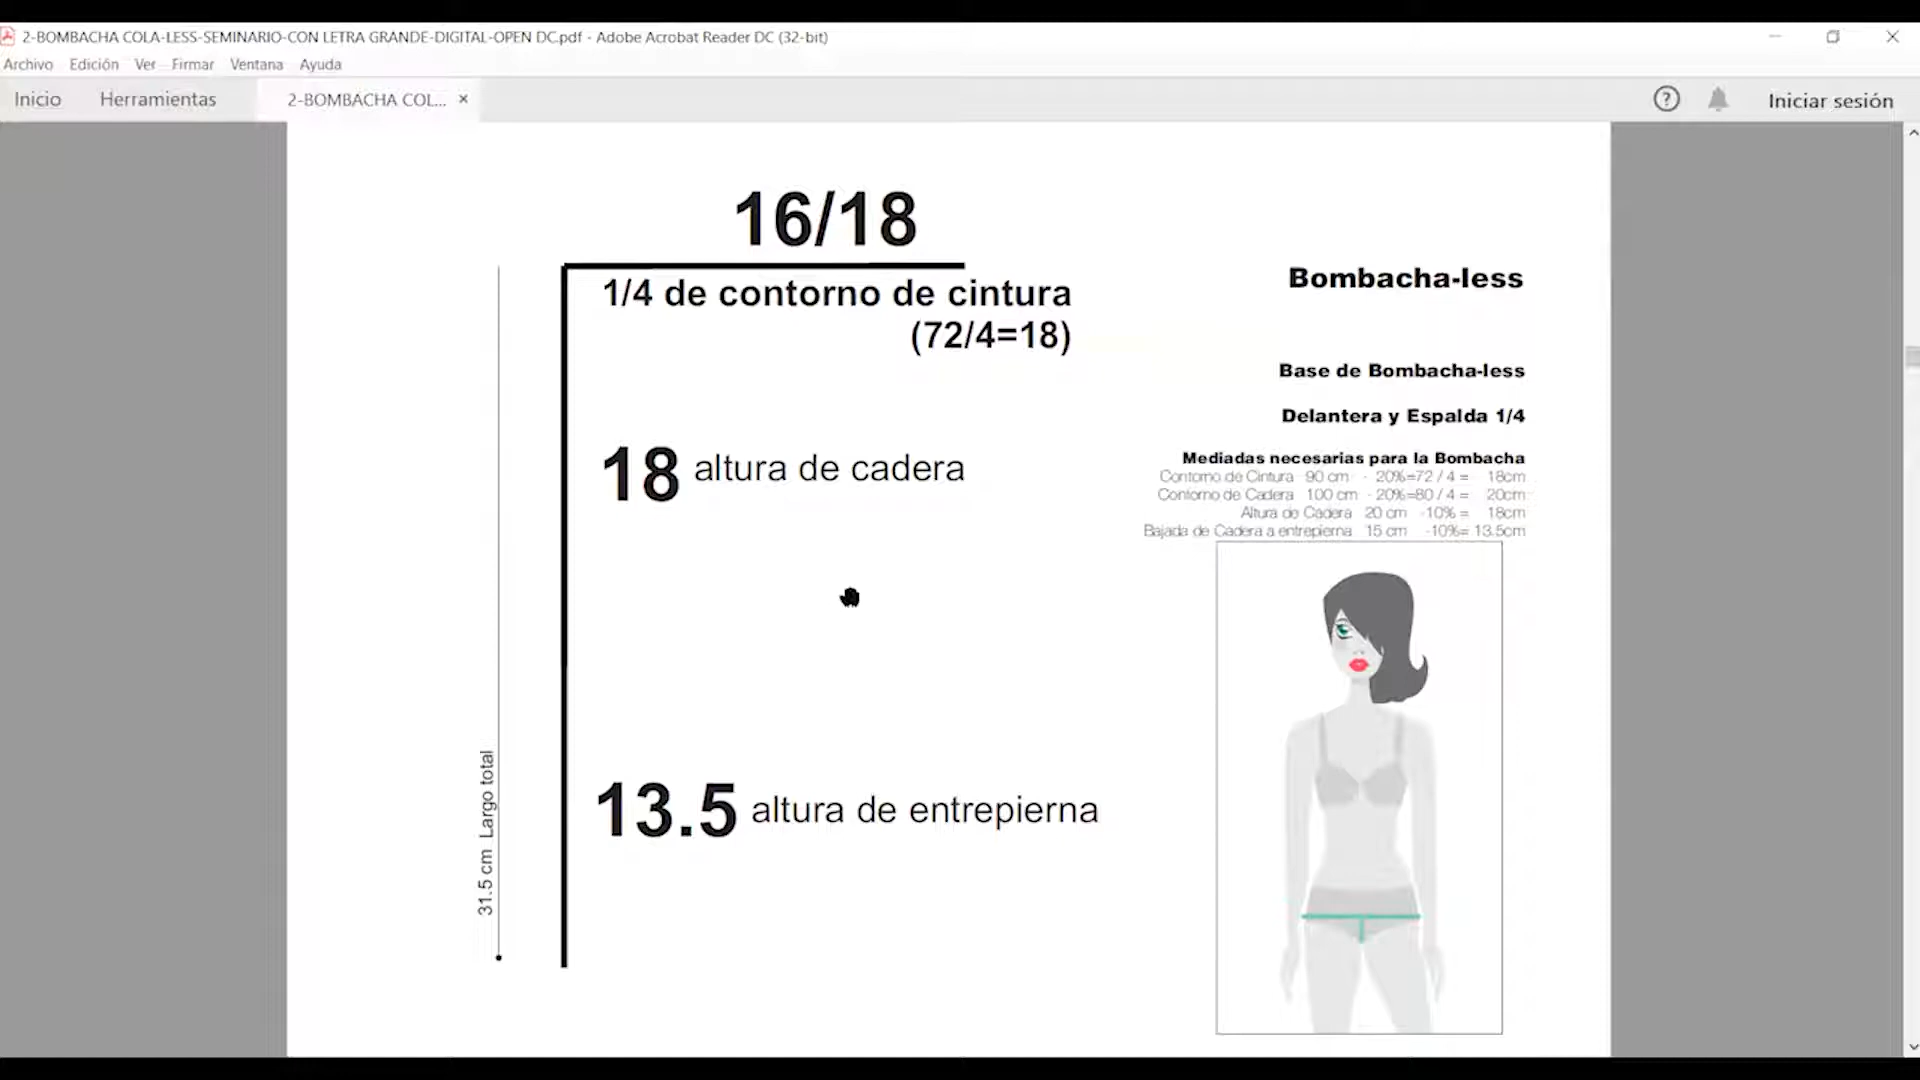 2-BOMBACHA COLA-LESS-SEMINARIO-CON LETRA GRANDE-DIGITAL-OPEN DC.pdf - Adobe Acrobat Reader DC (32-bit)
Archivo Edición Ver Firmar Ventana Ayuda
Inicio Herramientas 2-BOMBACHA COL... × ? Iniciar sesión
16/18
1/4 de contorno de cintura
(72/4=18)
18 altura de cadera
13.5 altura de entrepierna
31.5 cm Largo total
Bombacha-less
Base de Bombacha-less
Delantera y Espalda 1/4
Mediadas necesarias para la Bombacha
Contorno de Cintura 90 cm - 20%=72 / 4 = 18cm
Contorno de Cadera 100 cm - 20%=80 / 4 = 20cm
Altura de Cadera 20 cm -10% = 18cm
Bajada de Cadera a entrepierna 15 cm -10%= 13.5cm